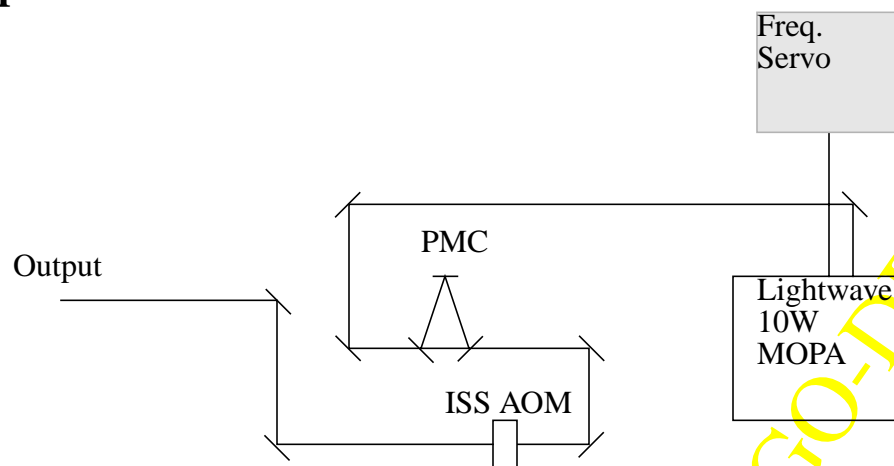 Freq.
Servo
PMC
Output
Lightwave
10W
MOPA
ISS AOM